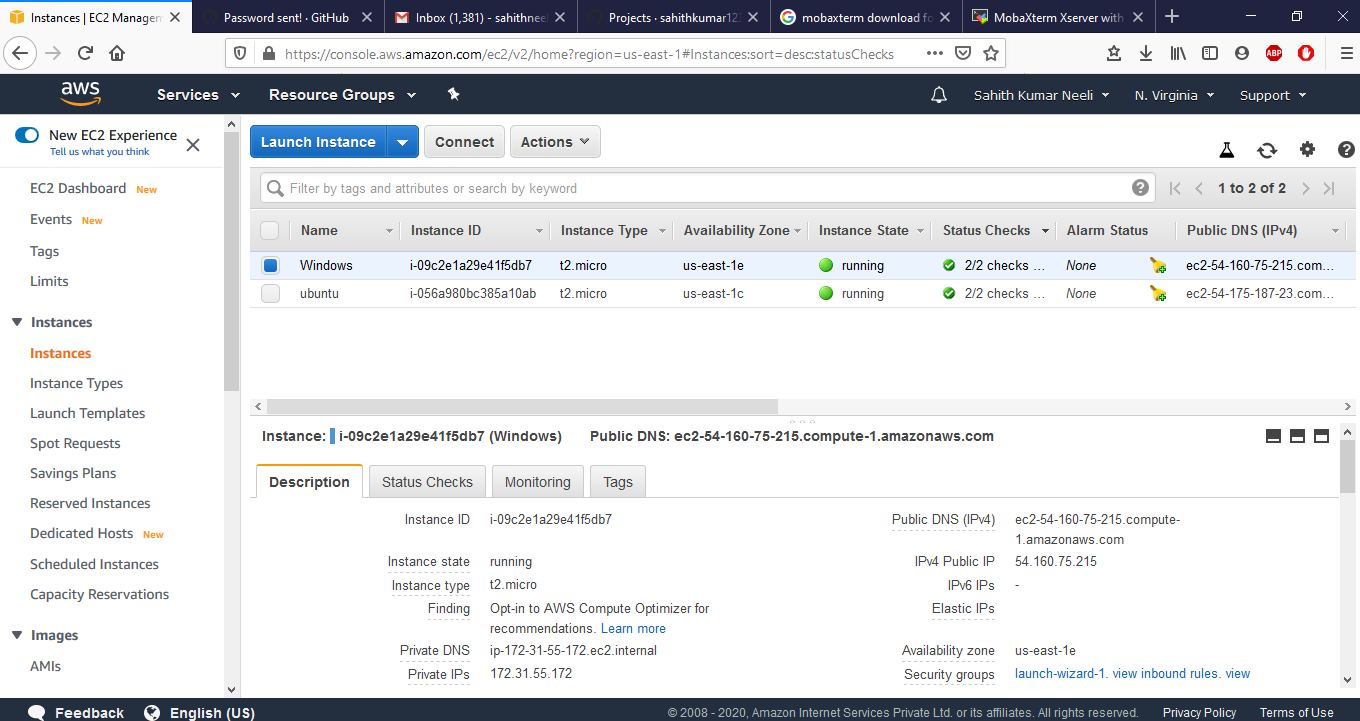 Instances | EC2 Managem
Password sent! · GitHub
Inbox (1,381) - sahithneel
Projects · sahithkumar12
mobaxterm download fo
MobaXterm Xserver with
https://console.aws.amazon.com/ec2/v2/home?region=us-east-1#Instances:sort=desc:statusChecks
ABP
aws
Services
Resource Groups
Sahith Kumar Neeli
N. Virginia
Support
New EC2 Experience
Tell us what you think
EC2 Dashboard New
Events New
Tags
Limits
Instances
Instances
Instance Types
Launch Templates
Spot Requests
Savings Plans
Reserved Instances
Dedicated Hosts New
Scheduled Instances
Capacity Reservations
Images
AMIs
Launch Instance
Connect
Actions
Filter by tags and attributes or search by keyword
1 to 2 of 2
Name Instance ID Instance Type Availability Zone Instance State Status Checks Alarm Status Public DNS (IPv4)
Windows i-09c2e1a29e41f5db7 t2.micro us-east-1e running 2/2 checks ... None ec2-54-160-75-215.com...
ubuntu i-056a980bc385a10ab t2.micro us-east-1c running 2/2 checks ... None ec2-54-175-187-23.com...
Instance: i-09c2e1a29e41f5db7 (Windows) Public DNS: ec2-54-160-75-215.compute-1.amazonaws.com
Description
Status Checks
Monitoring
Tags
Instance ID i-09c2e1a29e41f5db7
Instance state running
Instance type t2.micro
Finding Opt-in to AWS Compute Optimizer for
recommendations. Learn more
Private DNS ip-172-31-55-172.ec2.internal
Private IPs 172.31.55.172
Public DNS (IPv4) ec2-54-160-75-215.compute-
1.amazonaws.com
IPv4 Public IP 54.160.75.215
IPv6 IPs -
Elastic IPs
Availability zone us-east-1e
Security groups launch-wizard-1. view inbound rules. view
Feedback
English (US)
© 2008 - 2020, Amazon Internet Services Private Ltd. or its affiliates. All rights reserved.
Privacy Policy
Terms of Use